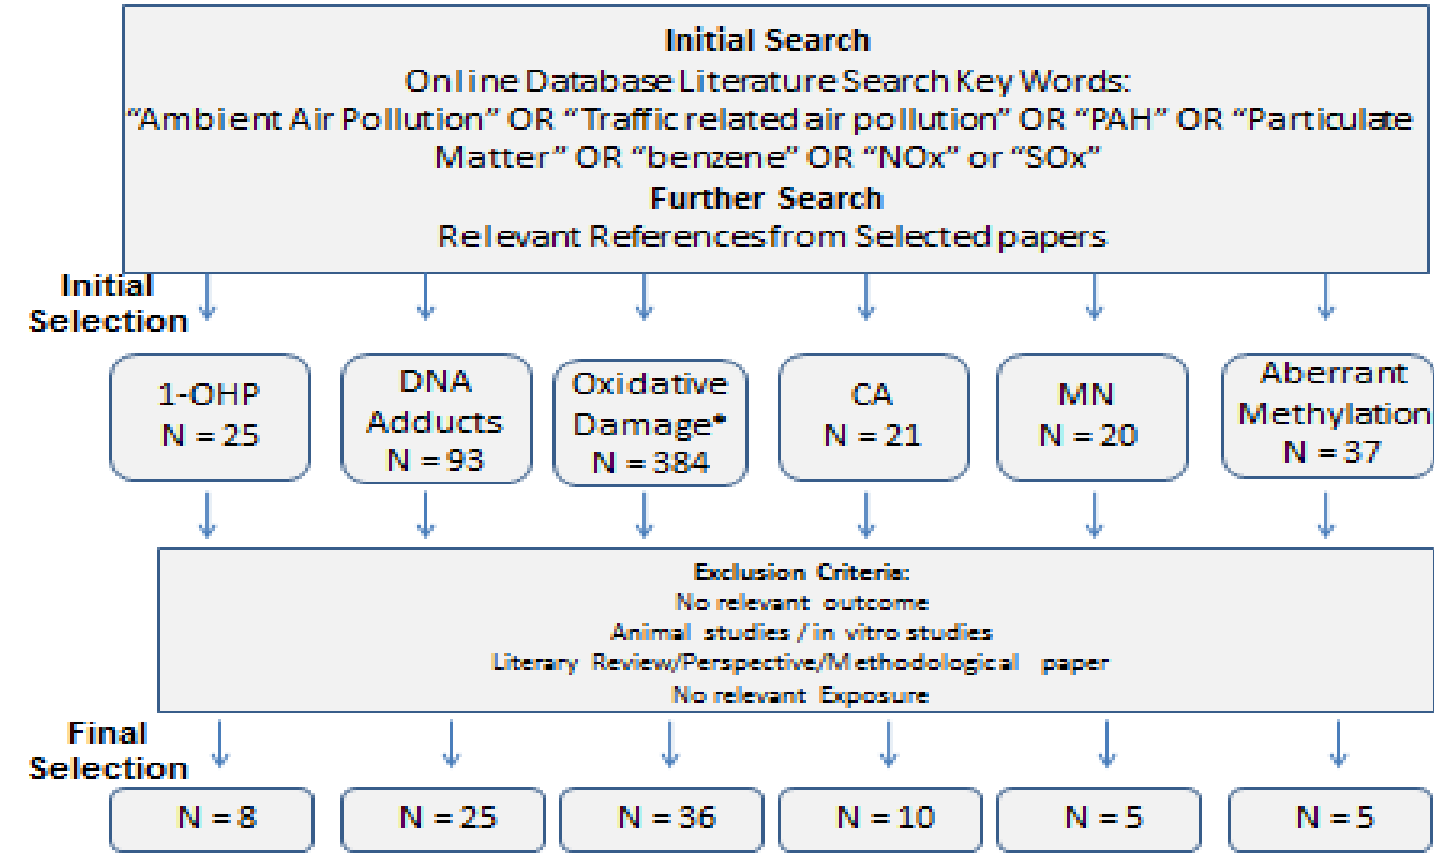 Initial Search
Online Database Literature Search Key Words:
“Ambient Air Pollution” OR “Traffic related air pollution” OR “PAH” OR “Particulate
Matter” OR “benzene” OR “NOx” or “SOx”
Further Search
Relevant References from Selected papers
Initial
Selection
1-OHP
N = 25
DNA
Adducts
N = 93
Oxidative
Damage*
N = 384
CA
N = 21
MN
N = 20
Aberrant
Methylation
N = 37
Exclusion Criteria:
No relevant outcome
Animal studies / in vitro studies
Literary Review/Perspective/Methodological paper
No relevant Exposure
Final
Selection
N = 8
N = 25
N = 36
N = 10
N = 5
N = 5